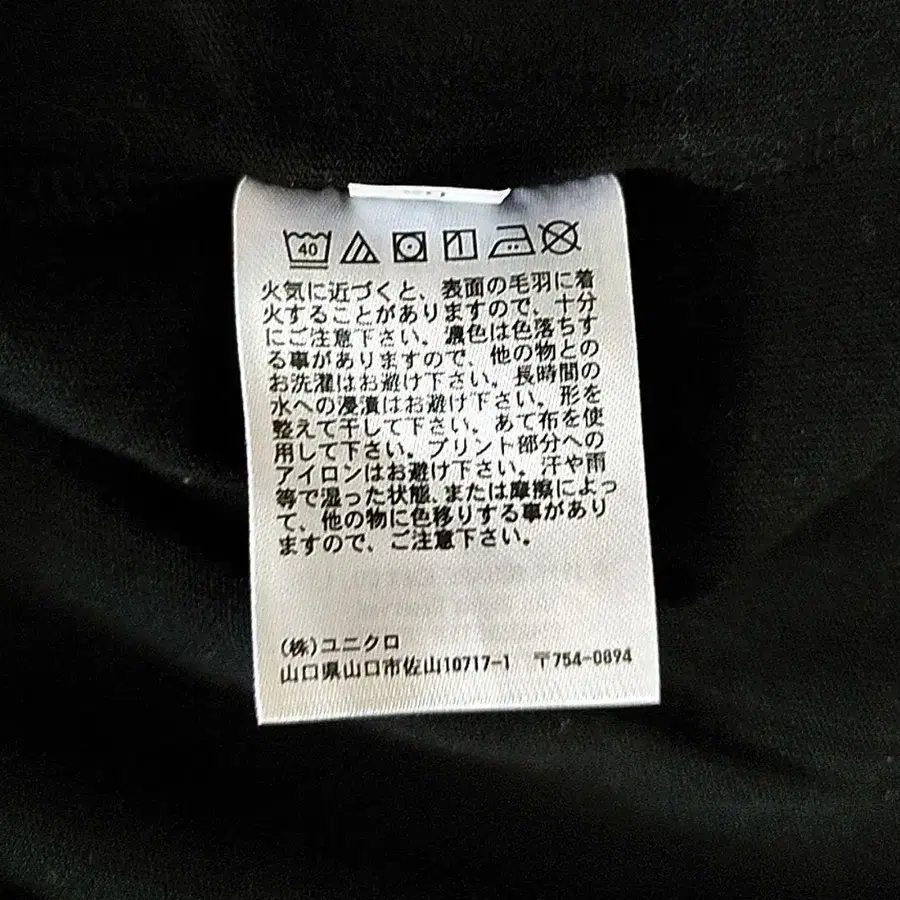 40
火気に近づくと、表面の毛羽に着
火することがありますので、十分
にご注意下さい。濃色は色落ちす
る事がありますので、他の物との
お洗濯はお避け下さい。長時間の
水への浸漬はお避け下さい。形を
整えて干して下さい。あて布を使
用して下さい。プリント部分への
アイロンはお避け下さい。汗や雨
等で湿った状態、または摩擦によっ
て、他の物に色移りする事があり
ますので、ご注意下さい。
(株)ユニクロ
山口県山口市佐山10717-1 〒754-0894